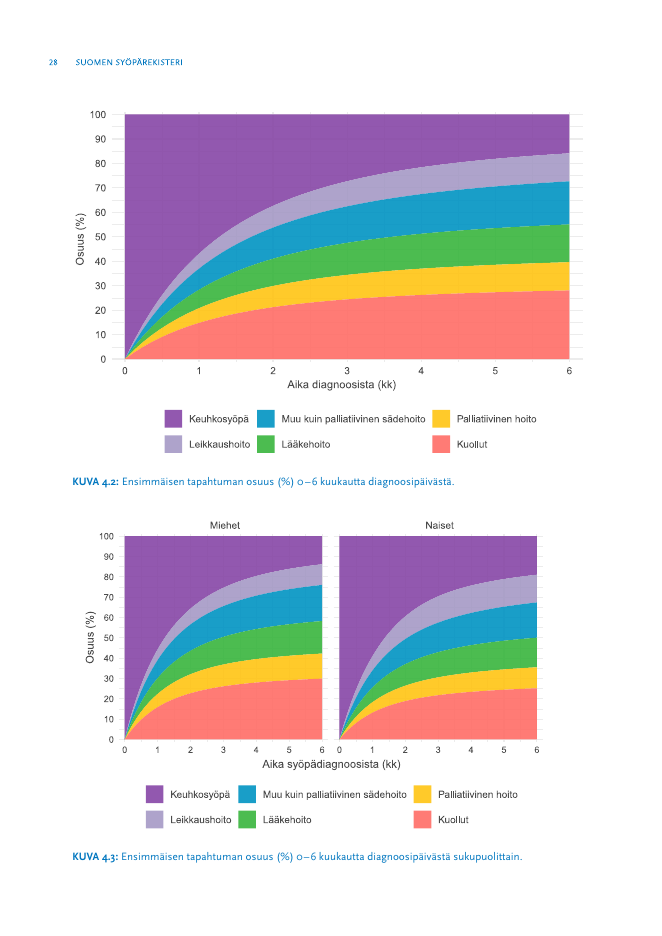 28 SUOMEN SYÖPÄREKISTERI
100
90
80
70
60
50
40
30
20
10
0
Osuus (%)
0 1 2 3 4 5 6
Aika diagnoosista (kk)
Keuhkosyöpä Muu kuin palliatiivinen sädehoito Palliatiivinen hoito
Leikkaushoito Lääkehoito Kuollut
KUVA 4.2: Ensimmäisen tapahtuman osuus (%) 0–6 kuukautta diagnoosipäivästä.
Miehet Naiset
100
90
80
70
60
50
40
30
20
10
0
Osuus (%)
0 1 2 3 4 5 6 0 1 2 3 4 5 6
Aika syöpädiagnoosista (kk)
Keuhkosyöpä Muu kuin palliatiivinen sädehoito Palliatiivinen hoito
Leikkaushoito Lääkehoito Kuollut
KUVA 4.3: Ensimmäisen tapahtuman osuus (%) 0–6 kuukautta diagnoosipäivästä sukupuolittain.